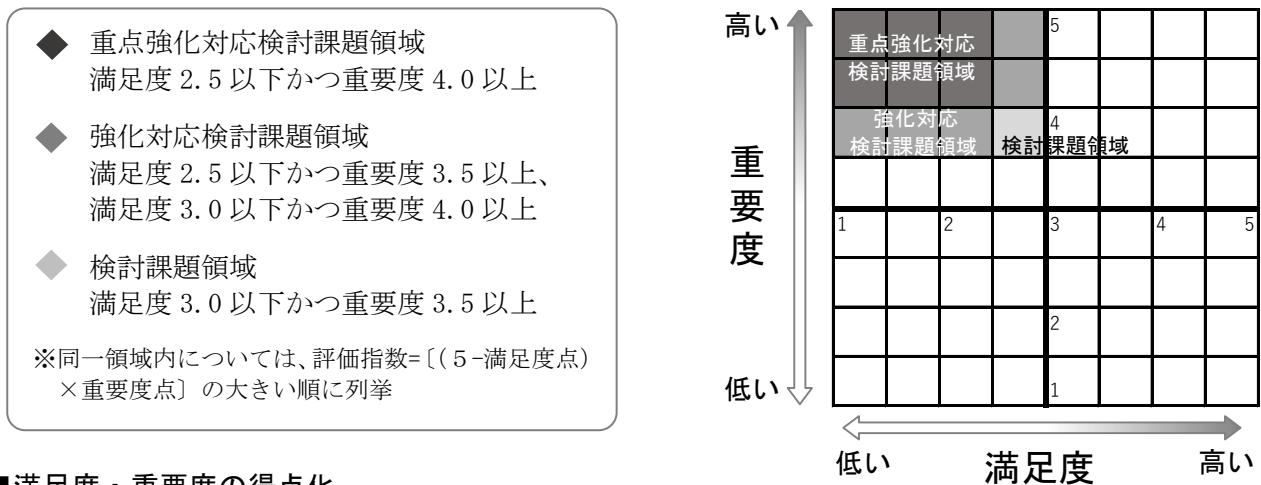 重点強化対応検討課題領域
満足度 2.5 以下かつ重要度 4.0 以上
強化対応検討課題領域
満足度 2.5 以下かつ重要度 3.5 以上、
満足度 3.0 以下かつ重要度 4.0 以上
検討課題領域
満足度 3.0 以下かつ重要度 3.5 以上
※同一領域内については、評価指数=〔(５-満足度点)
×重要度点〕の大きい順に列挙
高い
重要度
低い
重点強化対応
検討課題領域
強化対応
検討課題領域
検討課題領域
5
4
1 2 3 4 5
2
1
低い 満足度 高い
■満足度・重要度の得点化